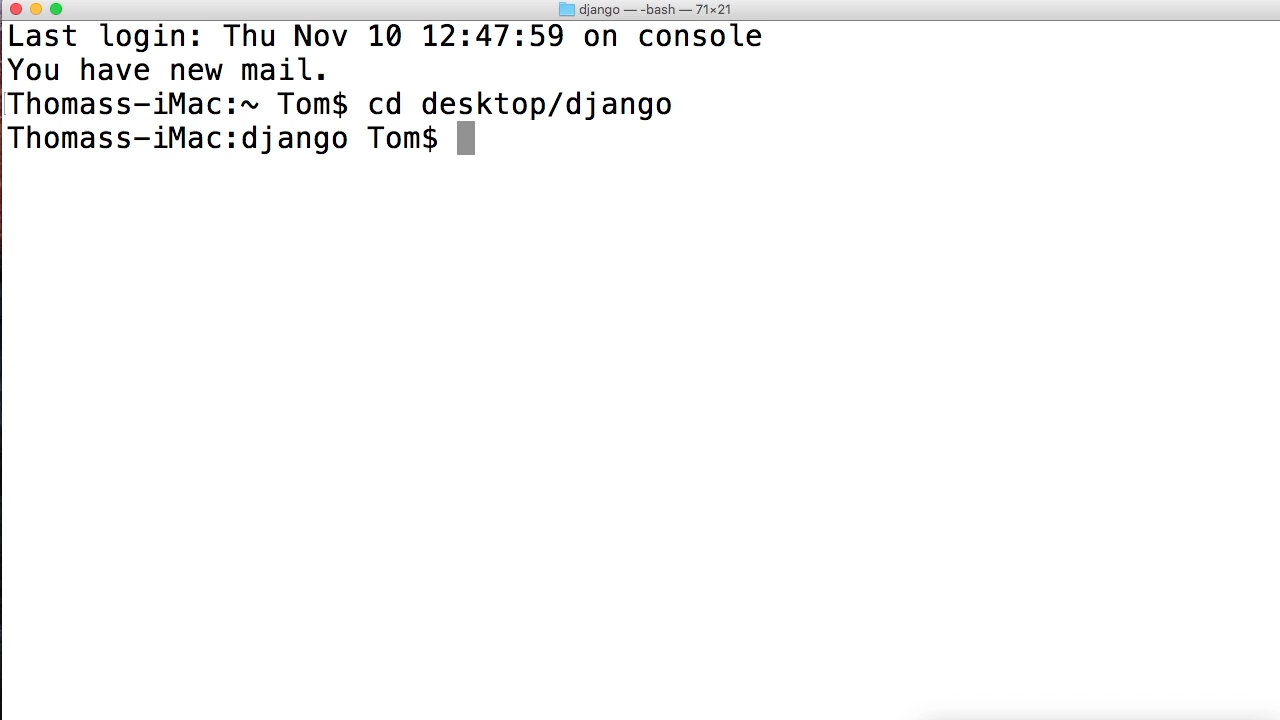 django — -bash — 71×21
Last login: Thu Nov 10 12:47:59 on console
You have new mail.
Thomass-iMac:~ Tom$ cd desktop/django
Thomass-iMac:django Tom$